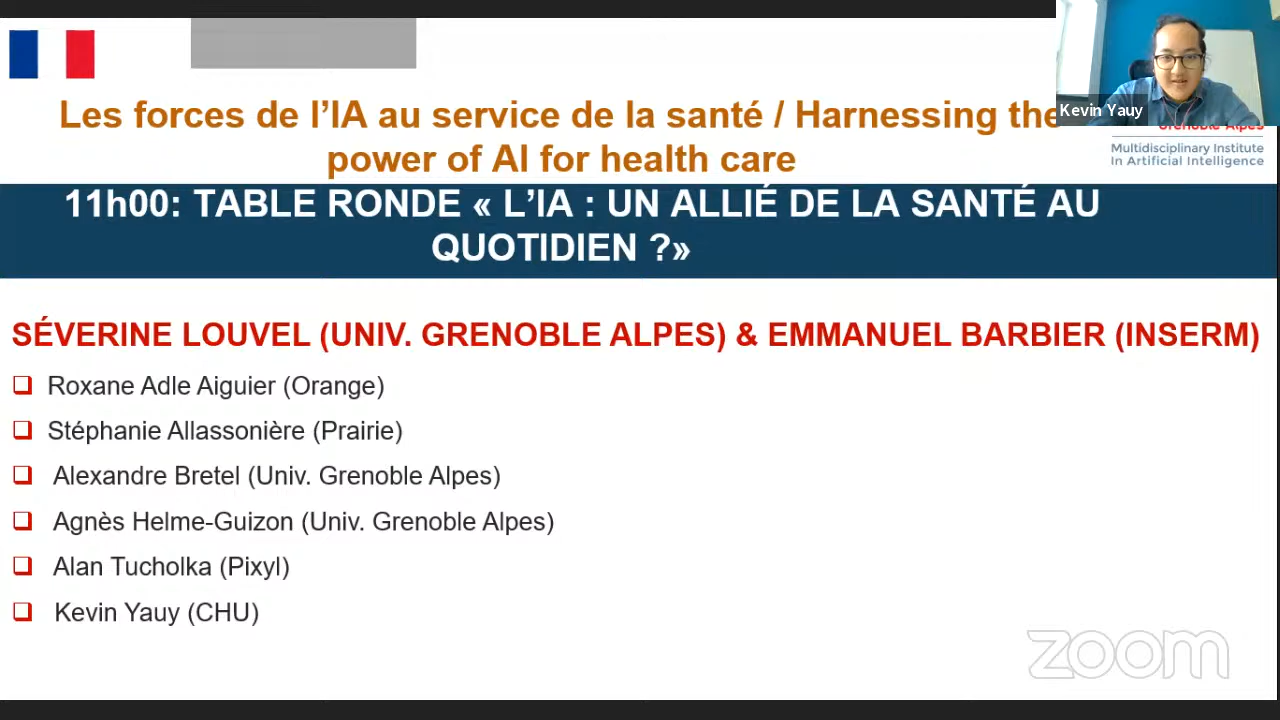 Les forces de l'IA au service de la santé / Harnessing the
power of AI for health care
Kevin Yauy
Grenoble Alpes
Multidisciplinary Institute
In Artificial Intelligence
11h00: TABLE RONDE « L'IA : UN ALLIÉ DE LA SANTÉ AU
QUOTIDIEN ?»
SÉVERINE LOUVEL (UNIV. GRENOBLE ALPES) & EMMANUEL BARBIER (INSERM)
Roxane Adle Aiguier (Orange)
Stéphanie Allassonière (Prairie)
Alexandre Bretel (Univ. Grenoble Alpes)
Agnès Helme-Guizon (Univ. Grenoble Alpes)
Alan Tucholka (Pixyl)
Kevin Yauy (CHU)
zoom